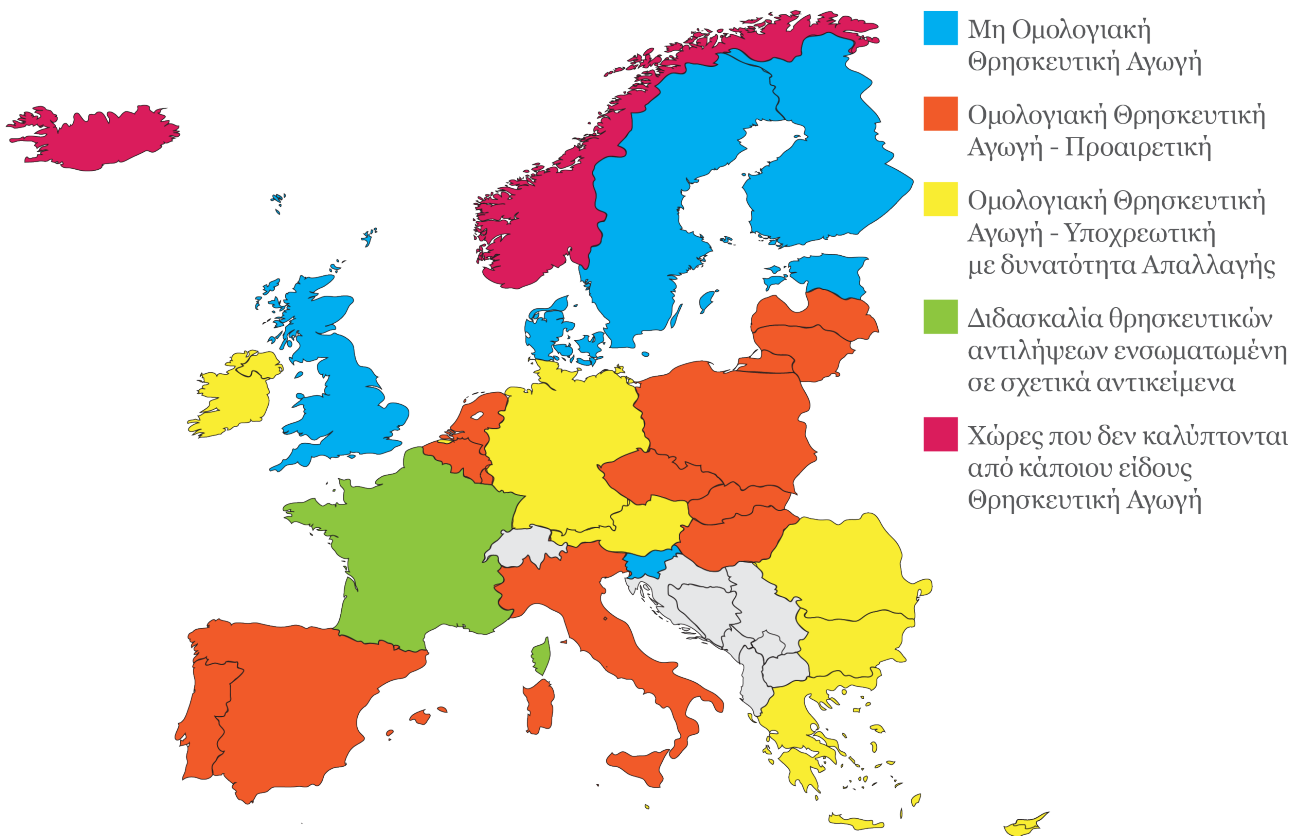 Μη Ομολογιακή
Θρησκευτική Αγωγή
Ομολογιακή Θρησκευτική
Αγωγή - Προαιρετική
Ομολογιακή Θρησκευτική
Αγωγή - Υποχρεωτική
με δυνατότητα Απαλλαγής
Διδασκαλία θρησκευτικών
αντιλήψεων ενσωματωμένη
σε σχετικά αντικείμενα
Χώρες που δεν καλύπτονται
από κάποιου είδους
Θρησκευτική Αγωγή